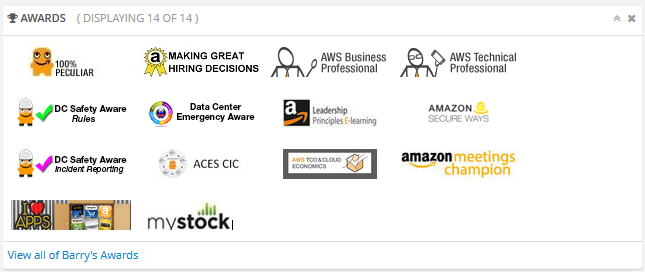 AWARDS ( DISPLAYING 14 OF 14 )
100%
PECULIAR
MAKING GREAT
HIRING DECISIONS
AWS Business
Professional
AWS Technical
Professional
DC Safety Aware
Rules
Data Center
Emergency Aware
Leadership
Principles E-learning
AMAZON
SECURE WAYS
DC Safety Aware
Incident Reporting
ACES CIC
AWS TCO & CLOUD
ECONOMICS
amazonmeetings
champion
I
APPS
mystock
View all of Barry's Awards